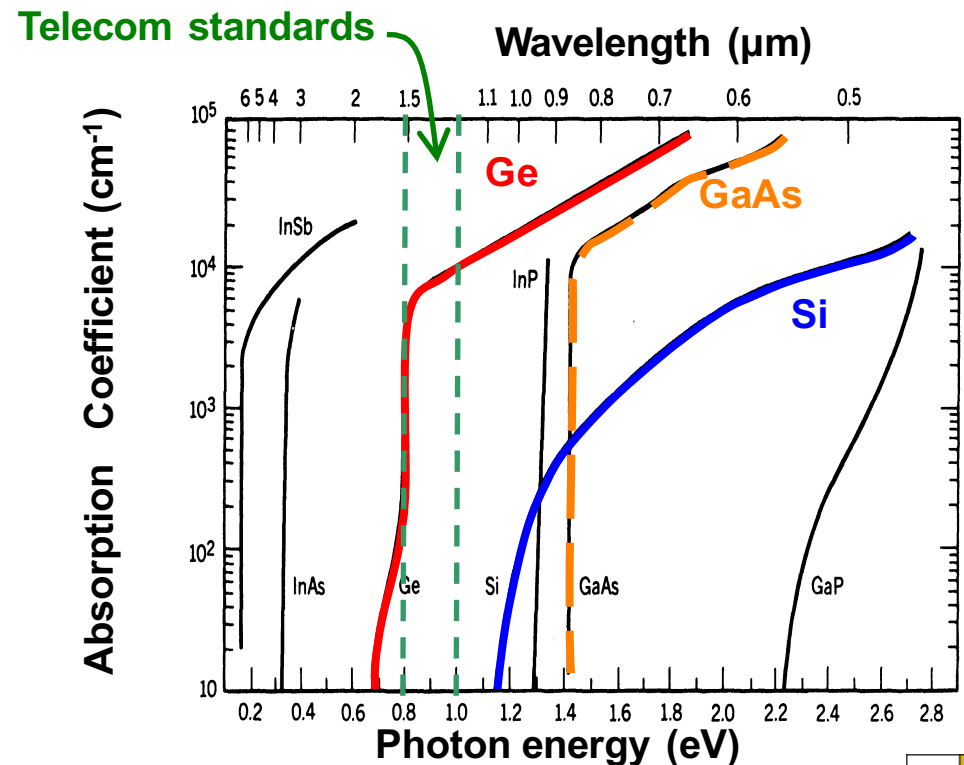 Telecom standards
Wavelength (μm)
6 5 4 3 2 1.5 1.1 1.0 0.9 0.8 0.7 0.6 0.5
Absorption Coefficient (cm-1)
10⁵
10⁴
10³
10²
10
Ge
GaAs
InSb
InP
Si
InAs
Ge
Si
GaAs
GaP
0.2 0.4 0.6 0.8 1.0 1.2 1.4 1.6 1.8 2.0 2.2 2.4 2.6 2.8
Photon energy (eV)